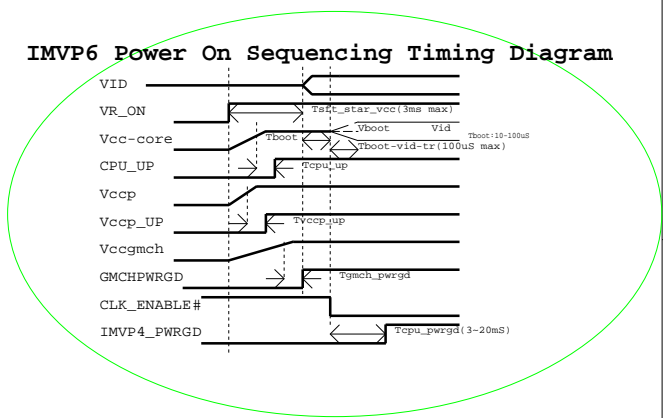 IMVP6 Power On Sequencing Timing Diagram
VID
VR_ON
Tsft_star_vcc(3ms max)
Vcc-core
Tboot
Vboot
Vid
Tboot:10-100uS
Tboot-vid-tr(100uS max)
CPU_UP
Tcpu_up
Vccp
Vccp_UP
Tvccp_up
Vccgmch
GMCHPWRGD
Tgmch_pwrgd
CLK_ENABLE#
IMVP4_PWRGD
Tcpu_pwrgd(3~20mS)